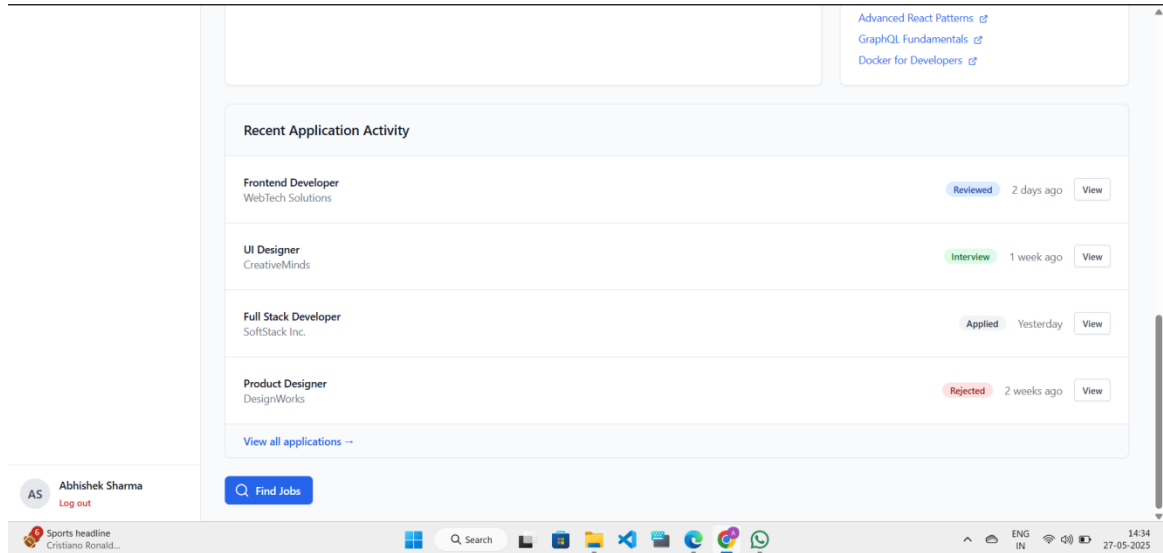 Advanced React Patterns
GraphQL Fundamentals
Docker for Developers
Recent Application Activity
Frontend Developer
WebTech Solutions
Reviewed 2 days ago View
UI Designer
CreativeMinds
Interview 1 week ago View
Full Stack Developer
SoftStack Inc.
Applied Yesterday View
Product Designer
DesignWorks
Rejected 2 weeks ago View
View all applications →
AS
Abhishek Sharma
Log out
Find Jobs
6
Sports headline
Cristiano Ronald...
Search
A
ENG
IN
14:34
27-05-2025